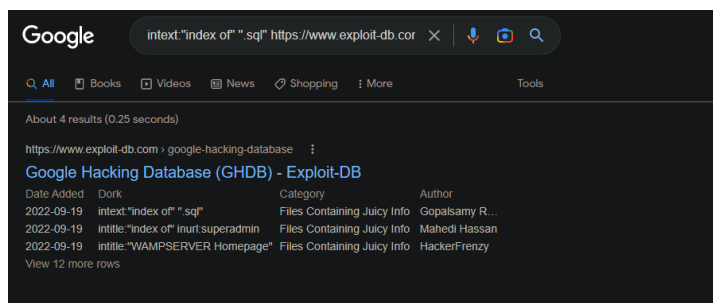 Google intext:"index of" ".sql" https://www.exploit-db.cor
All Books Videos News Shopping More Tools
About 4 results (0.25 seconds)
https://www.exploit-db.com › google-hacking-database
Google Hacking Database (GHDB) - Exploit-DB
Date Added Dork Category Author
2022-09-19 intext:"index of" ".sql" Files Containing Juicy Info Gopalsamy R...
2022-09-19 intitle:"index of" inurl:superadmin Files Containing Juicy Info Mahedi Hassan
2022-09-19 intitle:"WAMPSERVER Homepage" Files Containing Juicy Info HackerFrenzy
View 12 more rows